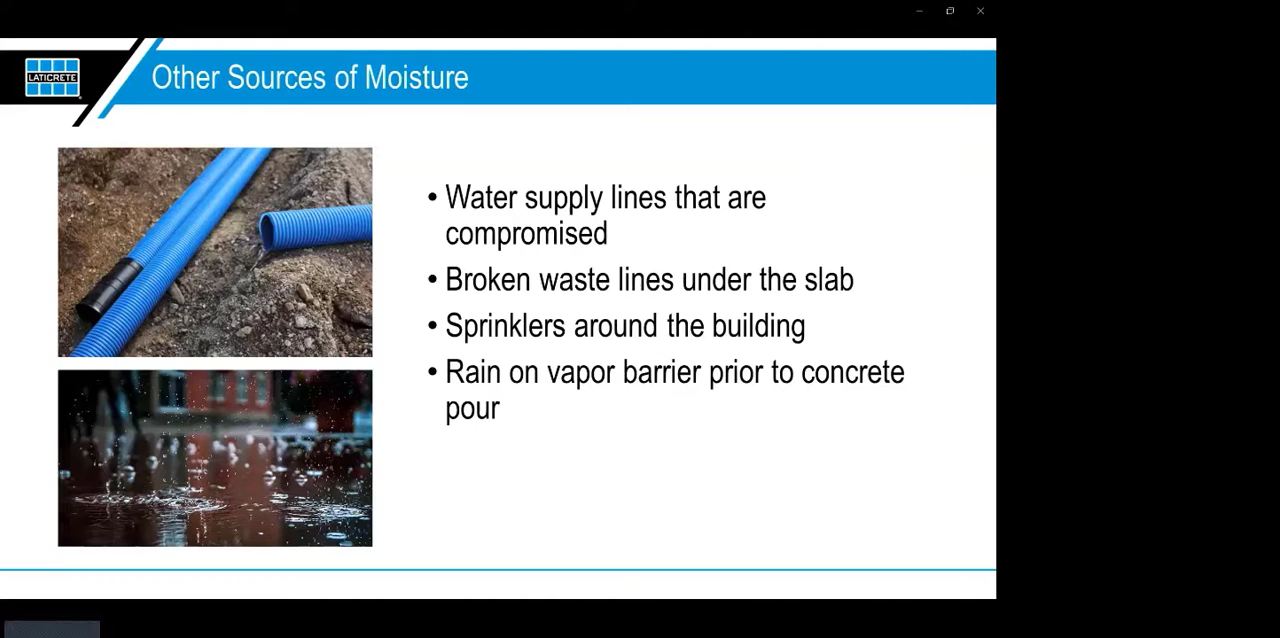 LATICRETE
Other Sources of Moisture
• Water supply lines that are
compromised
• Broken waste lines under the slab
• Sprinklers around the building
• Rain on vapor barrier prior to concrete
pour